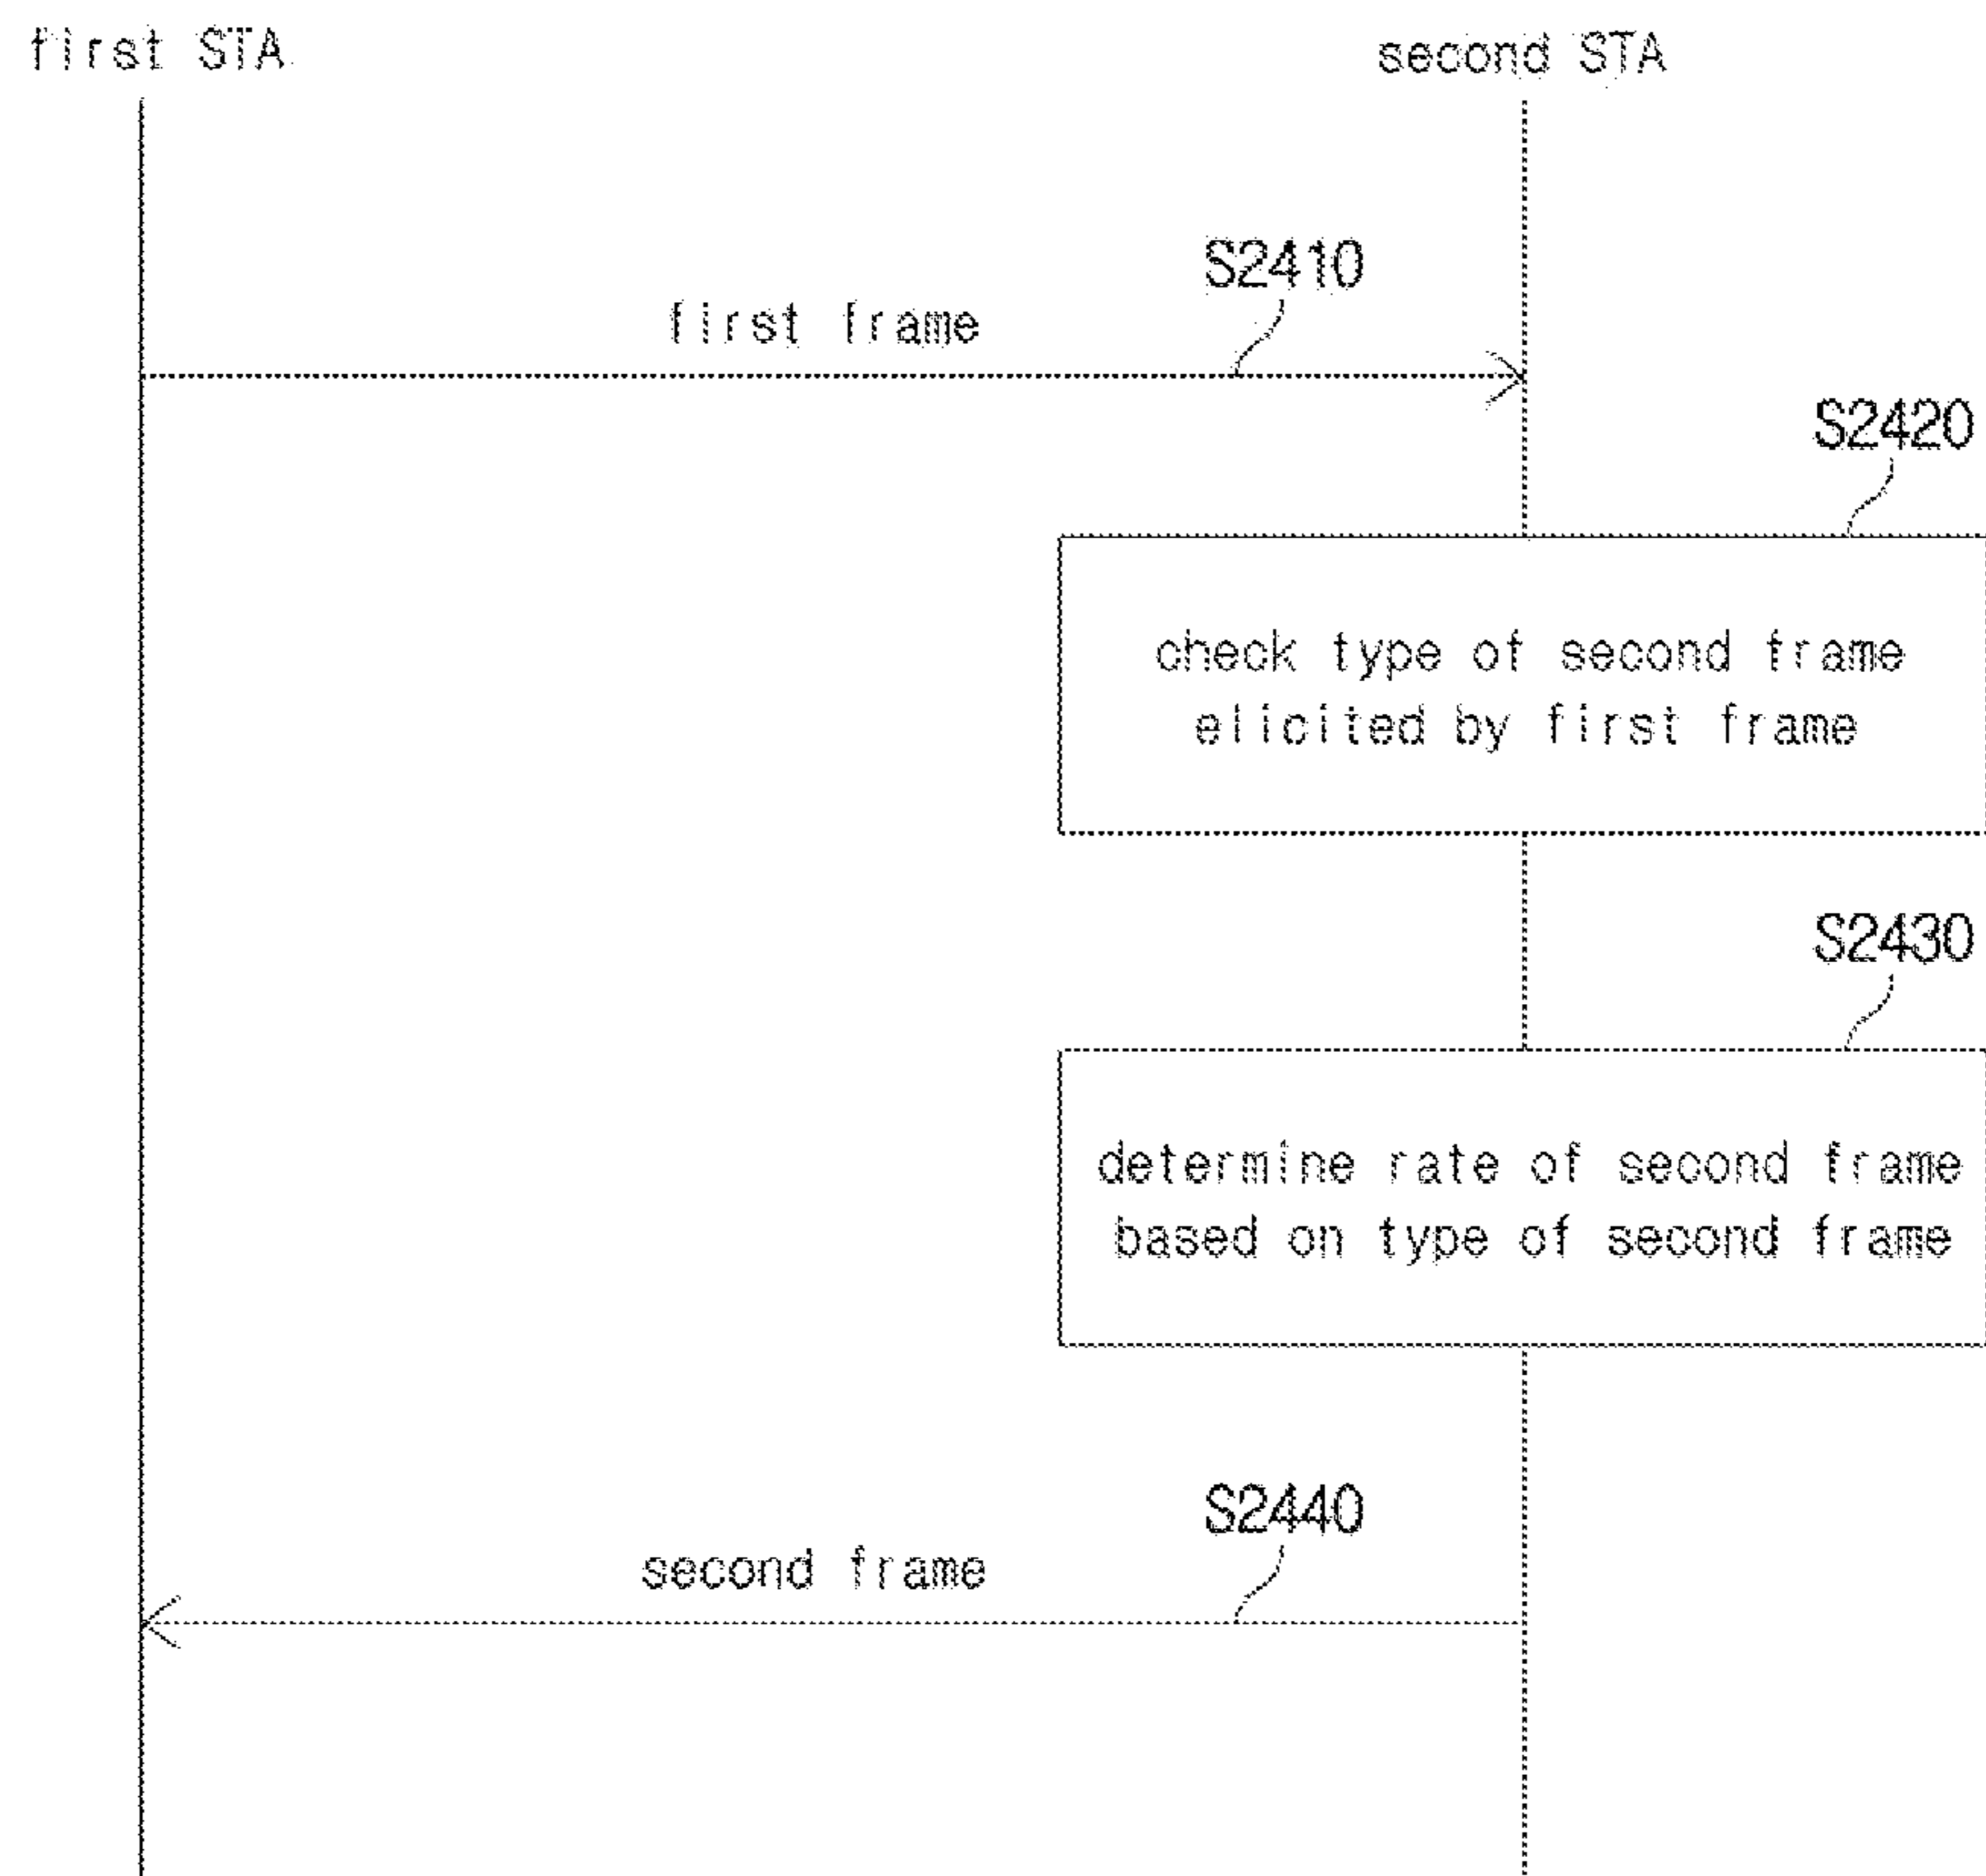 first STA
second STA
S2410
first frame
S2420
check type of second frame
elicited by first frame
S2430
determine rate of second frame
based on type of second frame
S2440
second frame